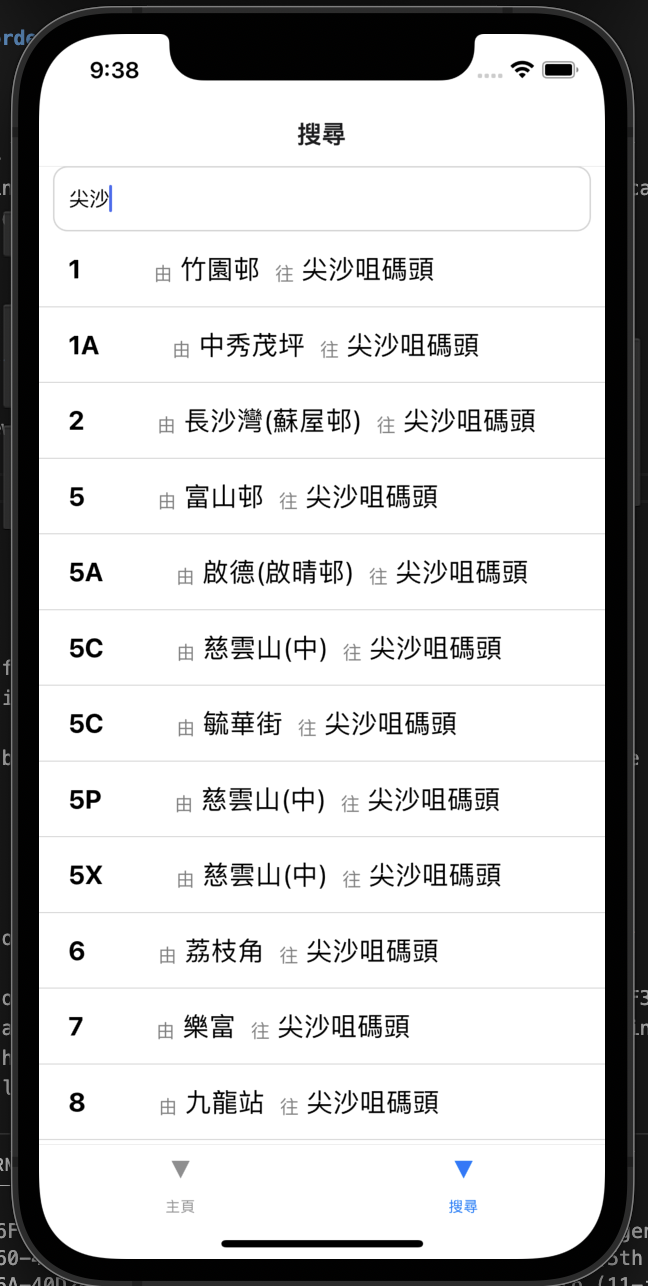 9:38
搜尋
尖沙
1 由 竹園邨 往 尖沙咀碼頭
1A 由 中秀茂坪 往 尖沙咀碼頭
2 由 長沙灣(蘇屋邨) 往 尖沙咀碼頭
5 由 富山邨 往 尖沙咀碼頭
5A 由 啟德(啟晴邨) 往 尖沙咀碼頭
5C 由 慈雲山(中) 往 尖沙咀碼頭
5C 由 毓華街 往 尖沙咀碼頭
5P 由 慈雲山(中) 往 尖沙咀碼頭
5X 由 慈雲山(中) 往 尖沙咀碼頭
6 由 荔枝角 往 尖沙咀碼頭
7 由 樂富 往 尖沙咀碼頭
8 由 九龍站 往 尖沙咀碼頭
主頁 搜尋